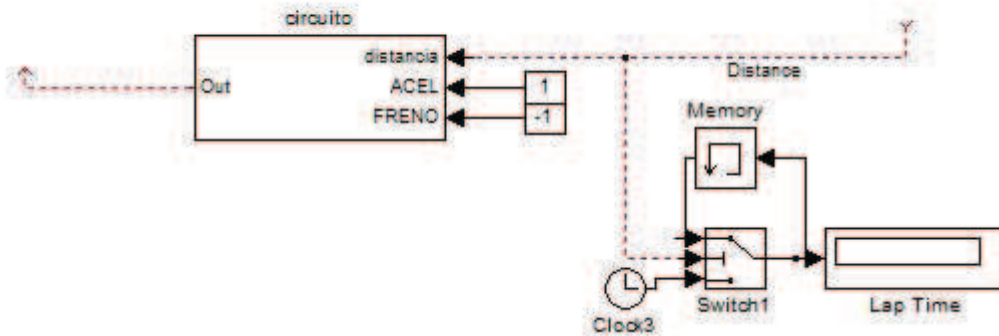 circuito
distancia
Out
ACEL
FRENO
1
-1
Distance
Memory
Switch1
Clock3
Lap Time